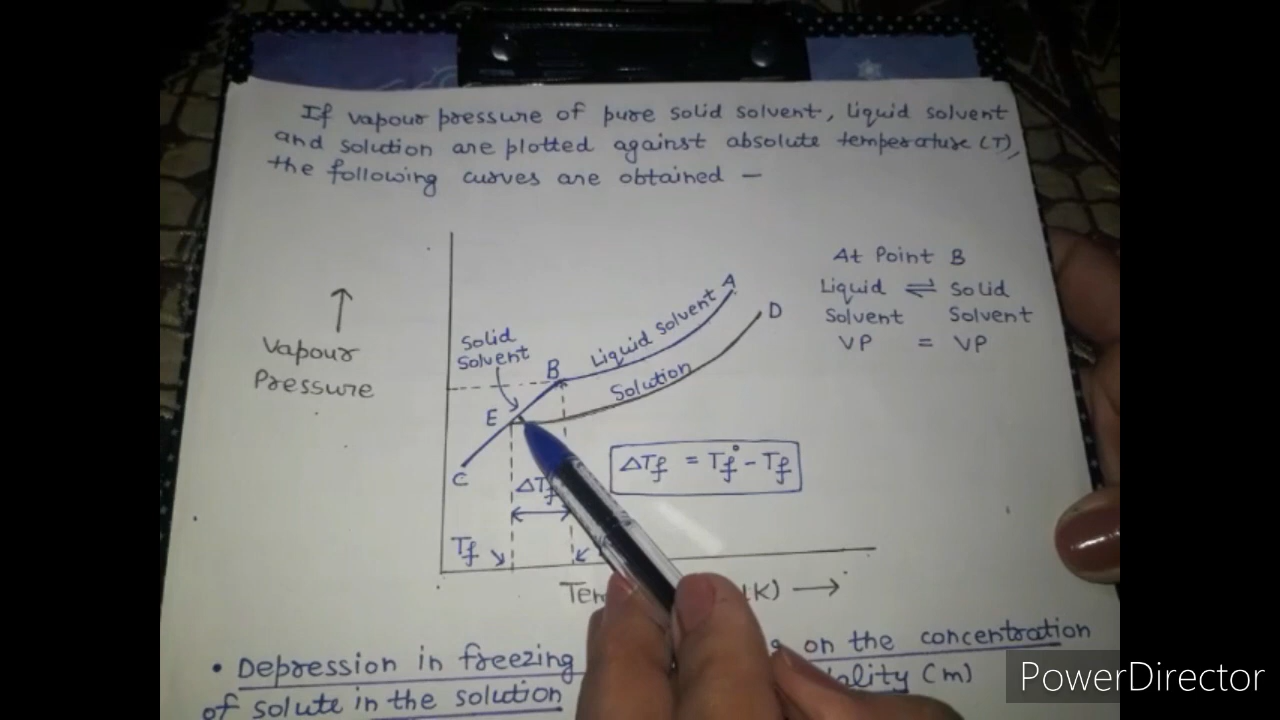 If vapour pressure of pure solid solvent, liquid solvent
and solution are plotted against absolute temperature (T),
the following curves are obtained —
At Point B
Liquid ⇌ Solid
Solvent Solvent
VP = VP
Vapour
Pressure
Solid
Solvent
Liquid Solvent
Solution
A
D
B
E
C
ΔTf
ΔTf = Tf° - Tf
Tf
(K)
• Depression in freezing on the concentration
of solute in the solution (m)
PowerDirector